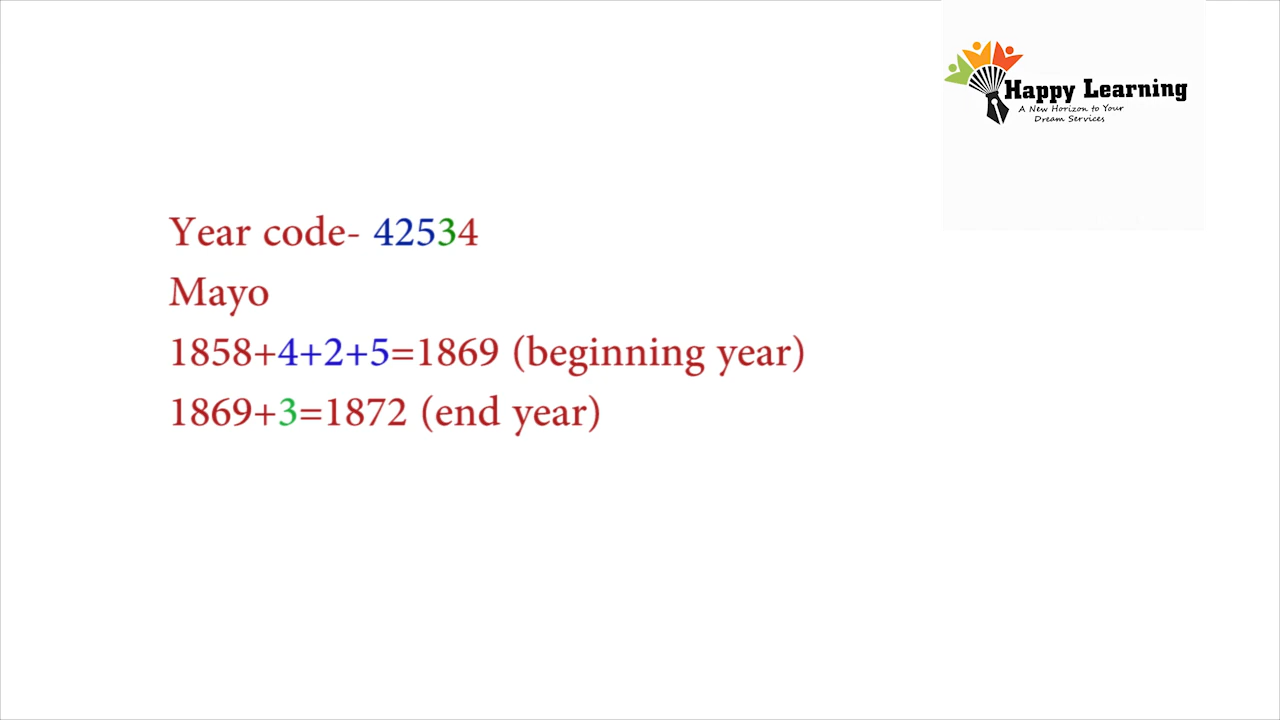 Happy Learning
A New Horizon to Your
Dream Services
Year code- 42534
Mayo
1858+4+2+5=1869 (beginning year)
1869+3=1872 (end year)